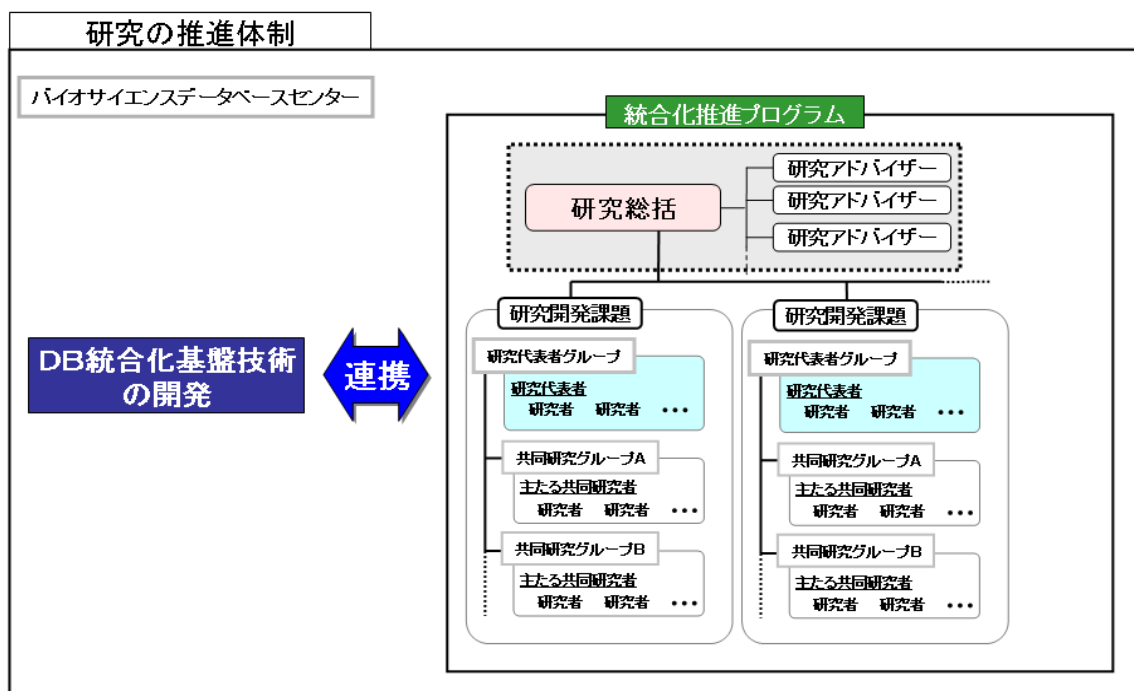 研究の推進体制
バイオサイエンスデータベースセンター
統合化推進プログラム
研究総括
研究アドバイザー
研究アドバイザー
研究アドバイザー
DB統合化基盤技術
の開発
連携
研究開発課題
研究代表者グループ
研究代表者
研究者 研究者 •••
共同研究グループA
主たる共同研究者
研究者 研究者 •••
共同研究グループB
主たる共同研究者
研究者 研究者 •••
研究開発課題
研究代表者グループ
研究代表者
研究者 研究者 •••
共同研究グループA
主たる共同研究者
研究者 研究者 •••
共同研究グループB
主たる共同研究者
研究者 研究者 •••